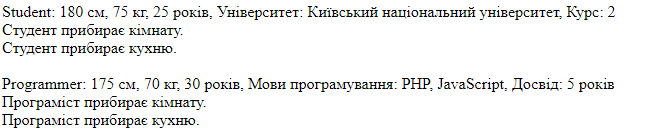 Student: 180 см, 75 кг, 25 років, Університет: Київський національний університет, Курс: 2
Студент прибирає кімнату.
Студент прибирає кухню.
Programmer: 175 см, 70 кг, 30 років, Мови програмування: PHP, JavaScript, Досвід: 5 років
Програміст прибирає кімнату.
Програміст прибирає кухню.